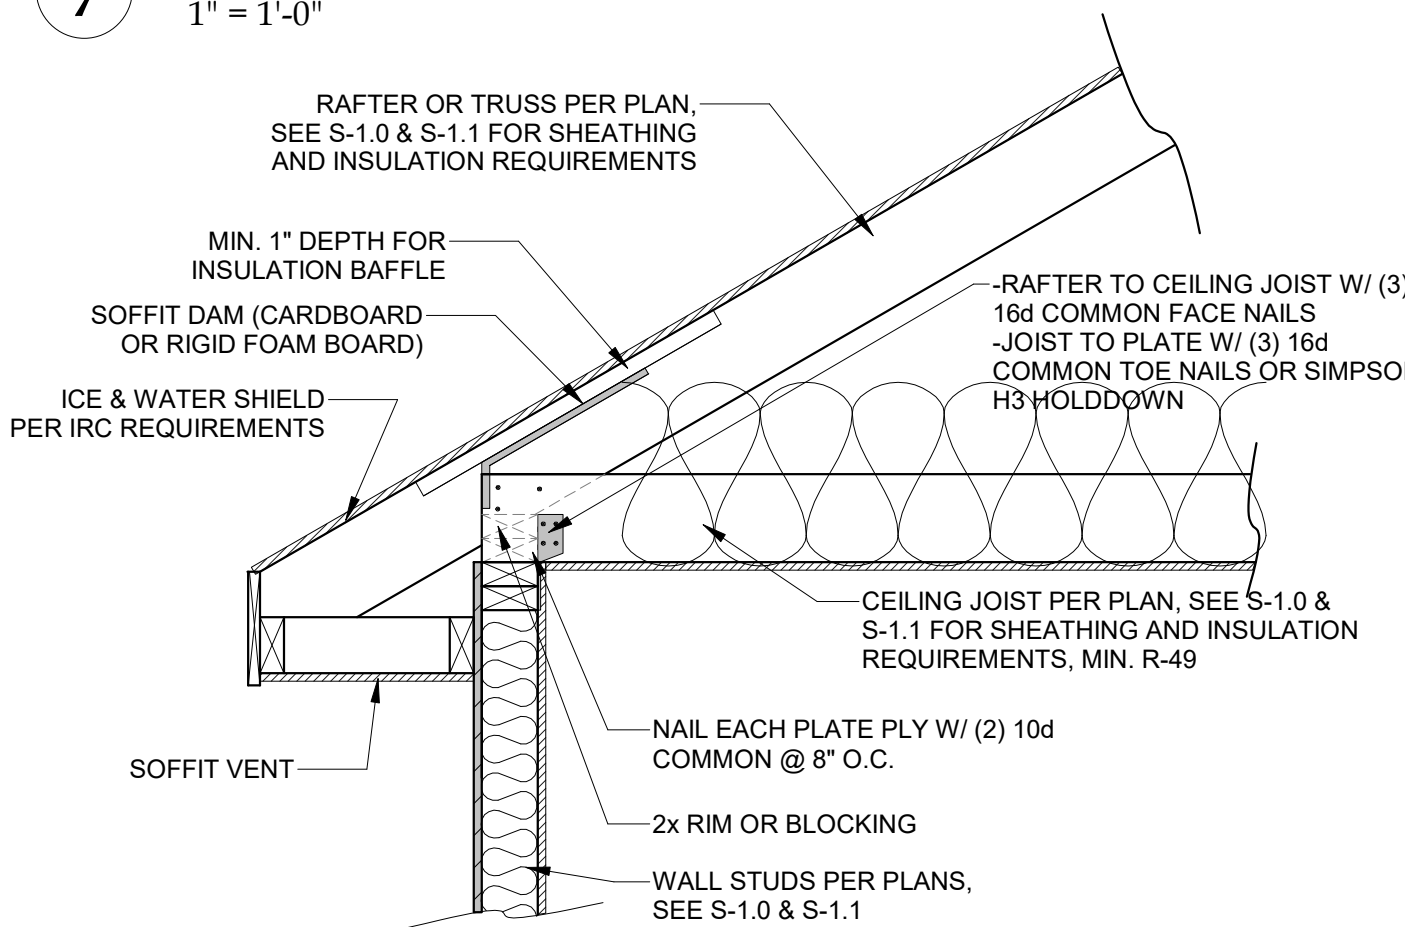 7
1" = 1'-0"
RAFTER OR TRUSS PER PLAN,
SEE S-1.0 & S-1.1 FOR SHEATHING
AND INSULATION REQUIREMENTS
MIN. 1" DEPTH FOR
INSULATION BAFFLE
SOFFIT DAM (CARDBOARD
OR RIGID FOAM BOARD)
ICE & WATER SHIELD
PER IRC REQUIREMENTS
-RAFTER TO CEILING JOIST W/ (3)
16d COMMON FACE NAILS
-JOIST TO PLATE W/ (3) 16d
COMMON TOE NAILS OR SIMPSO
H3 HOLDDOWN
CEILING JOIST PER PLAN, SEE S-1.0 &
S-1.1 FOR SHEATHING AND INSULATION
REQUIREMENTS, MIN. R-49
NAIL EACH PLATE PLY W/ (2) 10d
COMMON @ 8" O.C.
SOFFIT VENT
2x RIM OR BLOCKING
WALL STUDS PER PLANS,
SEE S-1.0 & S-1.1